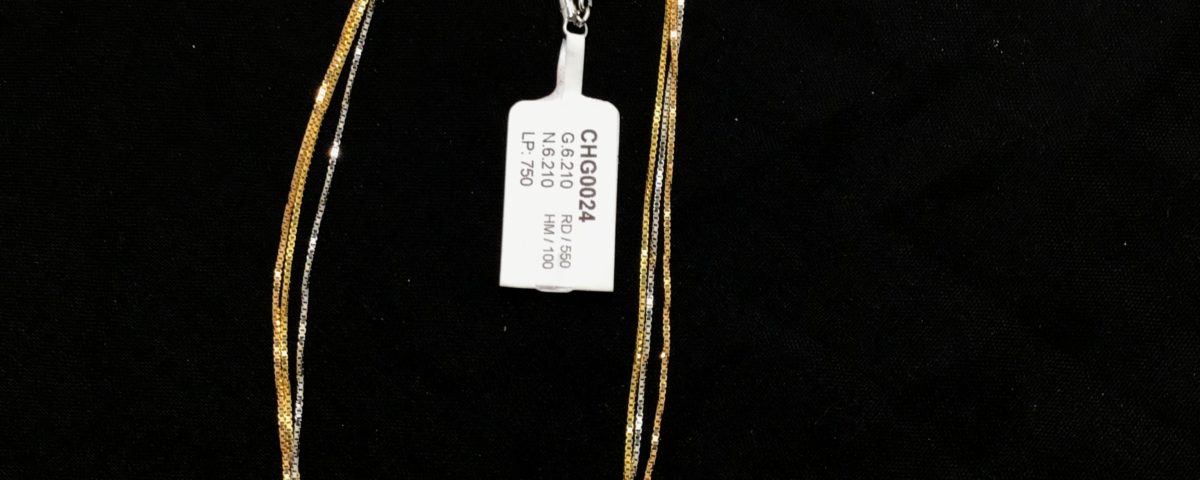 CHG0024
G.6.210 RD / 550
N.6.210 HM / 100
LP: 750